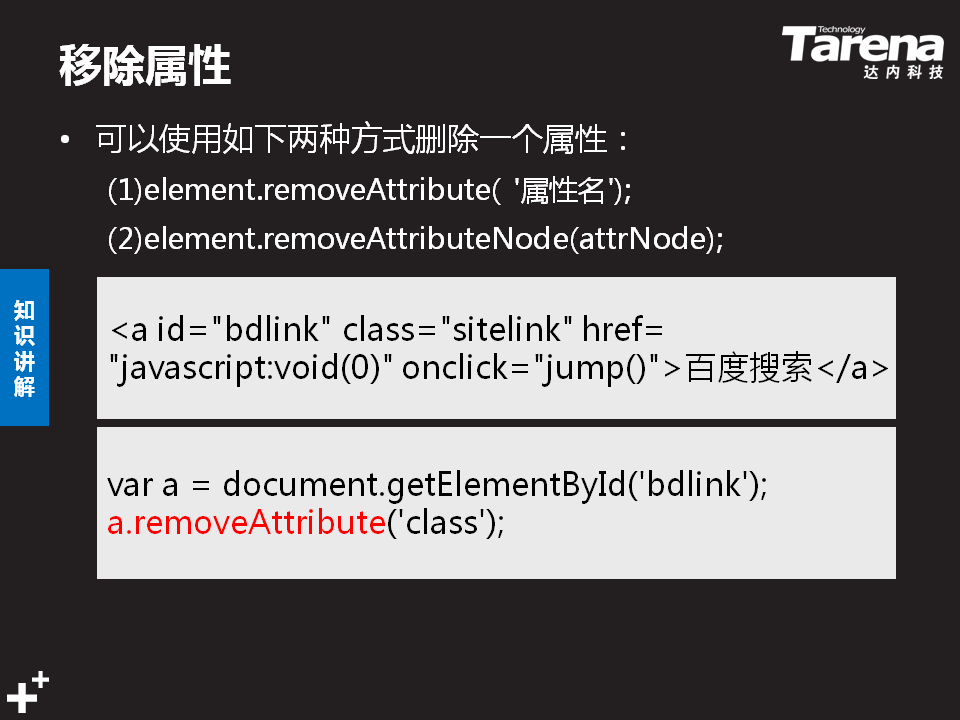 移除属性
Technology
Tarena
达内科技
• 可以使用如下两种方式删除一个属性：
(1)element.removeAttribute( '属性名');
(2)element.removeAttributeNode(attrNode);
知识讲解
<a id="bdlink" class="sitelink" href=
"javascript:void(0)" onclick="jump()">百度搜索</a>
var a = document.getElementById('bdlink');
a.removeAttribute('class');